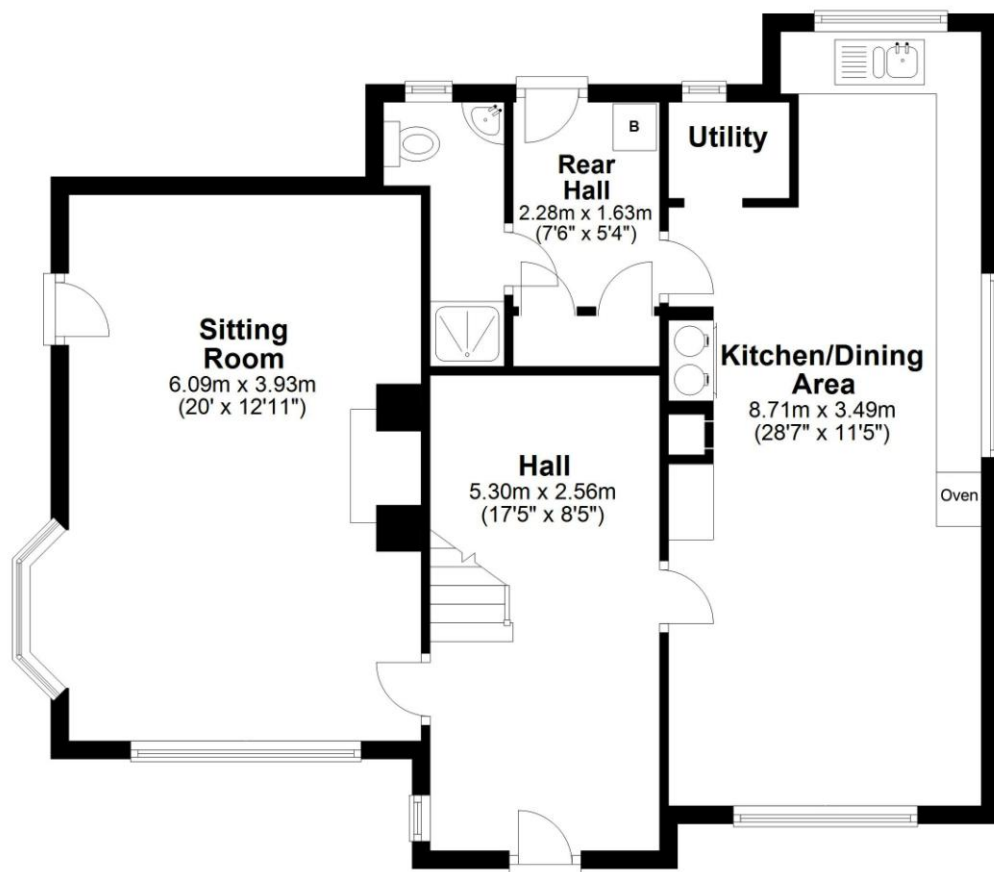 Utility
B
Rear
Hall
2.28m x 1.63m
(7'6" x 5'4")
Sitting
Room
6.09m x 3.93m
(20' x 12'11")
Kitchen/Dining
Area
8.71m x 3.49m
(28'7" x 11'5")
Hall
5.30m x 2.56m
(17'5" x 8'5")
Oven